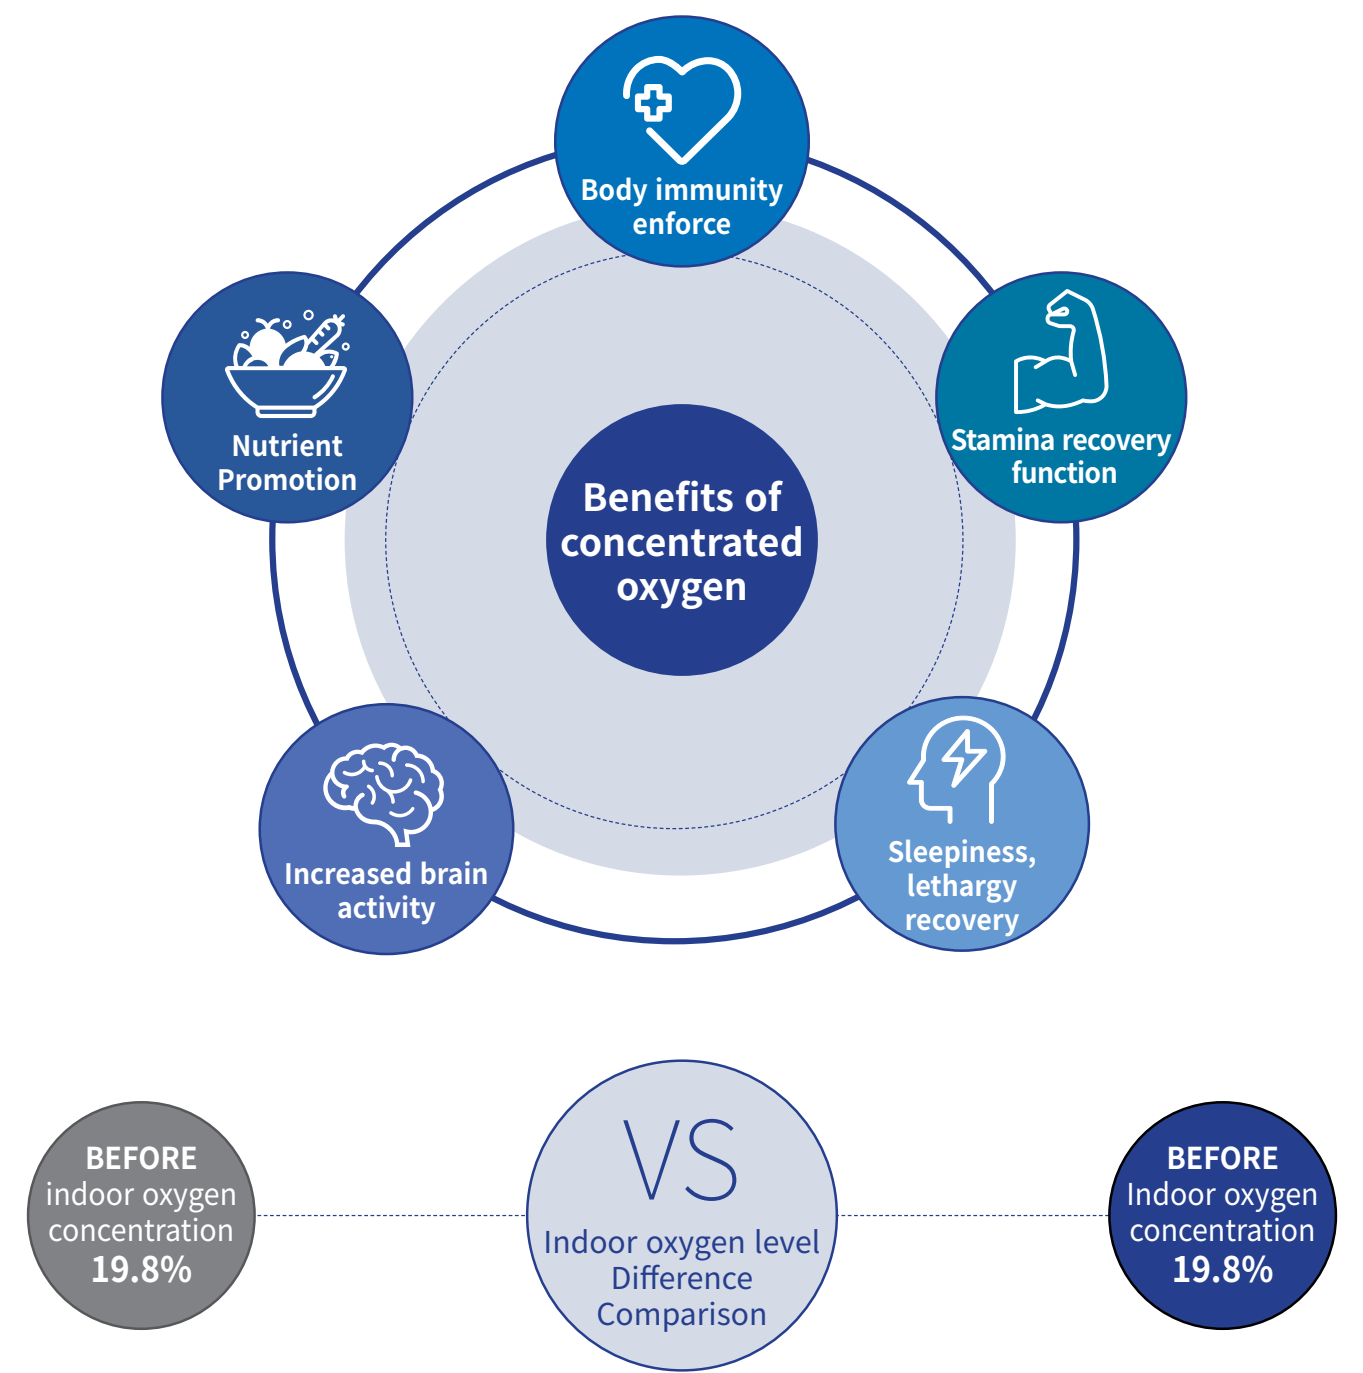 Body immunity
enforce
Nutrient
Promotion
Stamina recovery
function
Benefits of
concentrated
oxygen
Increased brain
activity
Sleepiness,
lethargy
recovery
BEFORE
indoor oxygen
concentration
19.8%
VS
Indoor oxygen level
Difference
Comparison
BEFORE
Indoor oxygen
concentration
19.8%